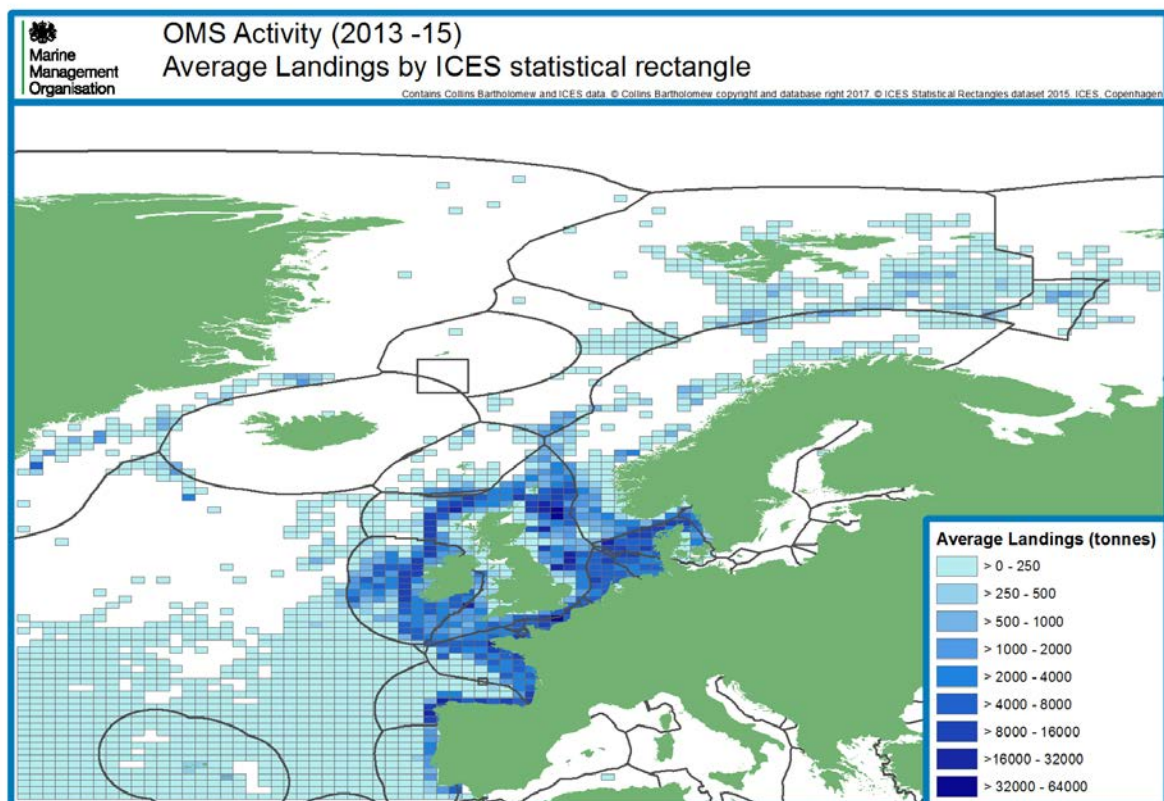 Marine
Management
Organisation
OMS Activity (2013 -15)
Average Landings by ICES statistical rectangle
Contains Collins Bartholomew and ICES data. © Collins Bartholomew copyright and database right 2017. © ICES Statistical Rectangles dataset 2015. ICES, Copenhagen
Average Landings (tonnes)
> 0 - 250
> 250 - 500
> 500 - 1000
> 1000 - 2000
> 2000 - 4000
> 4000 - 8000
> 8000 - 16000
>16000 - 32000
> 32000 - 64000